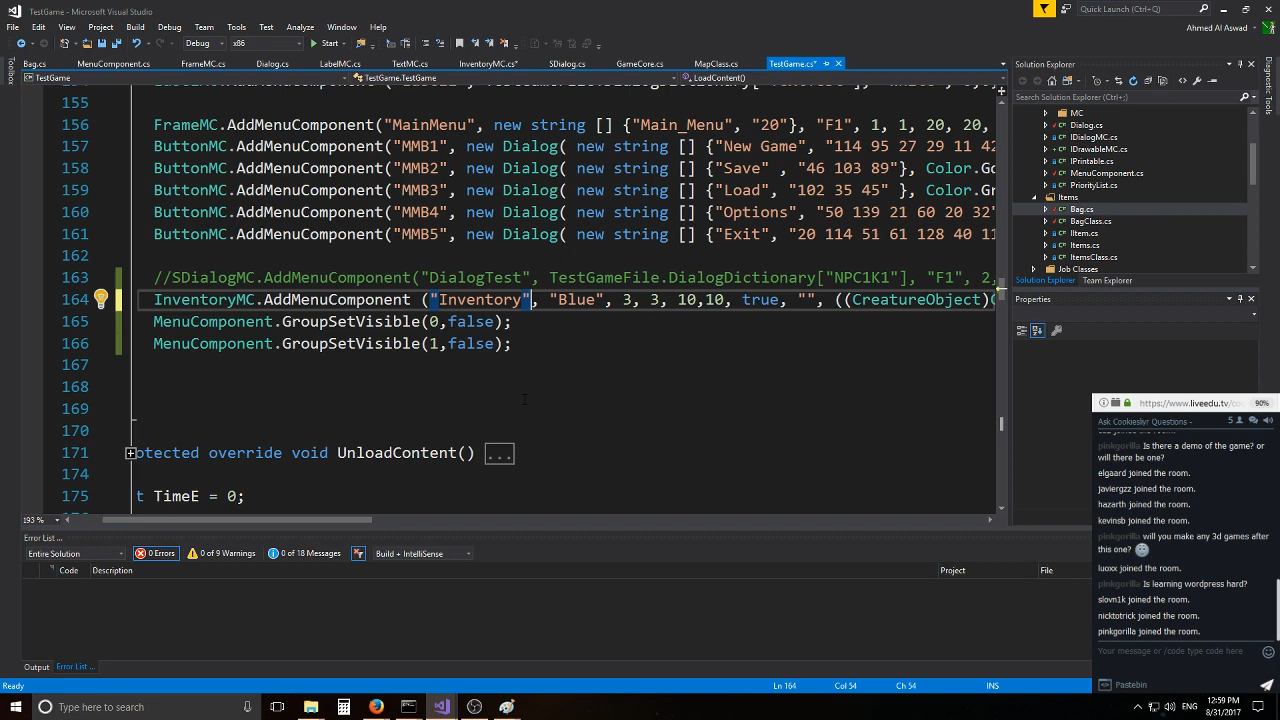 TestGame - Microsoft Visual Studio
Quick Launch (Ctrl+Q)
File Edit View Project Build Debug Team Tools Test Analyze Window Help
Ahmed Al Aswad
Debug x86 Start
Bag.cs MenuComponent.cs FrameMC.cs Dialog.cs LabelMC.cs TextMC.cs InventoryMC.cs* SDialog.cs GameCore.cs MapClass.cs TestGame.cs*
TestGame TestGame.TestGame LoadContent()
Toolbox
155
156 FrameMC.AddMenuComponent("MainMenu", new string [] {"Main_Menu", "20"}, "F1", 1, 1, 20, 20,
157 ButtonMC.AddMenuComponent("MMB1", new Dialog( new string [] {"New Game", "114 95 27 29 11 42
158 ButtonMC.AddMenuComponent("MMB2", new Dialog( new string [] {"Save" , "46 103 89"}, Color.Go
159 ButtonMC.AddMenuComponent("MMB3", new Dialog( new string [] {"Load", "102 35 45" }, Color.Gr
160 ButtonMC.AddMenuComponent("MMB4", new Dialog( new string [] {"Options", "50 139 21 60 20 32"
161 ButtonMC.AddMenuComponent("MMB5", new Dialog( new string [] {"Exit", "20 114 51 61 128 40 11
162
163 //SDialogMC.AddMenuComponent("DialogTest", TestGameFile.DialogDictionary["NPC1K1"], "F1", 2,
164 InventoryMC.AddMenuComponent ("Inventory", "Blue", 3, 3, 10,10, true, "", ((CreatureObject)
165 MenuComponent.GroupSetVisible(0,false);
166 MenuComponent.GroupSetVisible(1,false);
167
168
169
170
171 otected override void UnloadContent() ...
174
175 t TimeE = 0;
193 %
Solution Explorer
Search Solution Explorer (Ctrl+;)
MC
Dialog.cs
IDialogMC.cs
IDrawableMC.cs
IPrintable.cs
MenuComponent.cs
PriorityList.cs
Items
Bag.cs
BagClass.cs
IItem.cs
ItemsClass.cs
Job Classes
Solution Explorer Team Explorer
Properties
Diagnostic Tools
Error List ...
Entire Solution 0 Errors 0 of 9 Warnings 0 of 18 Messages Build + IntelliSense
Code Description Project File
Output Error List ...
Ready Ln 164 Col 54 Ch 54 INS
https://www.liveedu.tv/co 90%
Ask Cookieslyr Questions - 5
joined the room.
pinkgorilla Is there a demo of the game? or
will there be one?
elgaard joined the room.
javiergzz joined the room.
hazarth joined the room.
kevinsb joined the room.
pinkgorilla will you make any 3d games after
this one?
luoxx joined the room.
pinkgorilla Is learning wordpress hard?
slovn1k joined the room.
nicktotrick joined the room.
pinkgorilla joined the room.
Your message or /code type code here
Pastebin
Type here to search
ENG
12:59 PM
8/31/2017